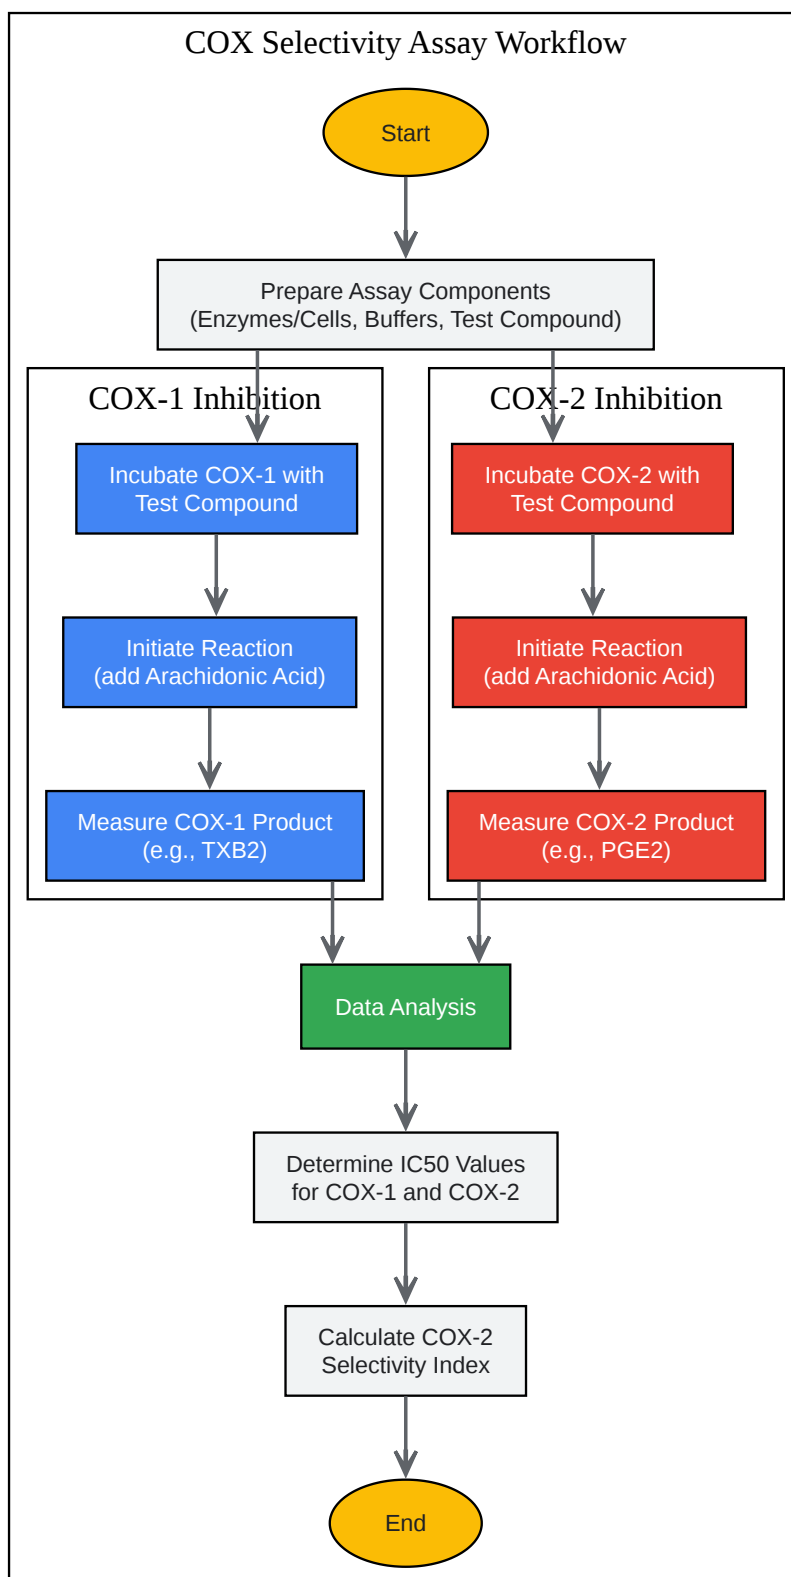 COX Selectivity Assay Workflow
Start
Prepare Assay Components
(Enzymes/Cells, Buffers, Test Compound)
COX-1 Inhibition
Incubate COX-1 with
Test Compound
Initiate Reaction
(add Arachidonic Acid)
Measure COX-1 Product
(e.g., TXB2)
COX-2 Inhibition
Incubate COX-2 with
Test Compound
Initiate Reaction
(add Arachidonic Acid)
Measure COX-2 Product
(e.g., PGE2)
Data Analysis
Determine IC50 Values
for COX-1 and COX-2
Calculate COX-2
Selectivity Index
End